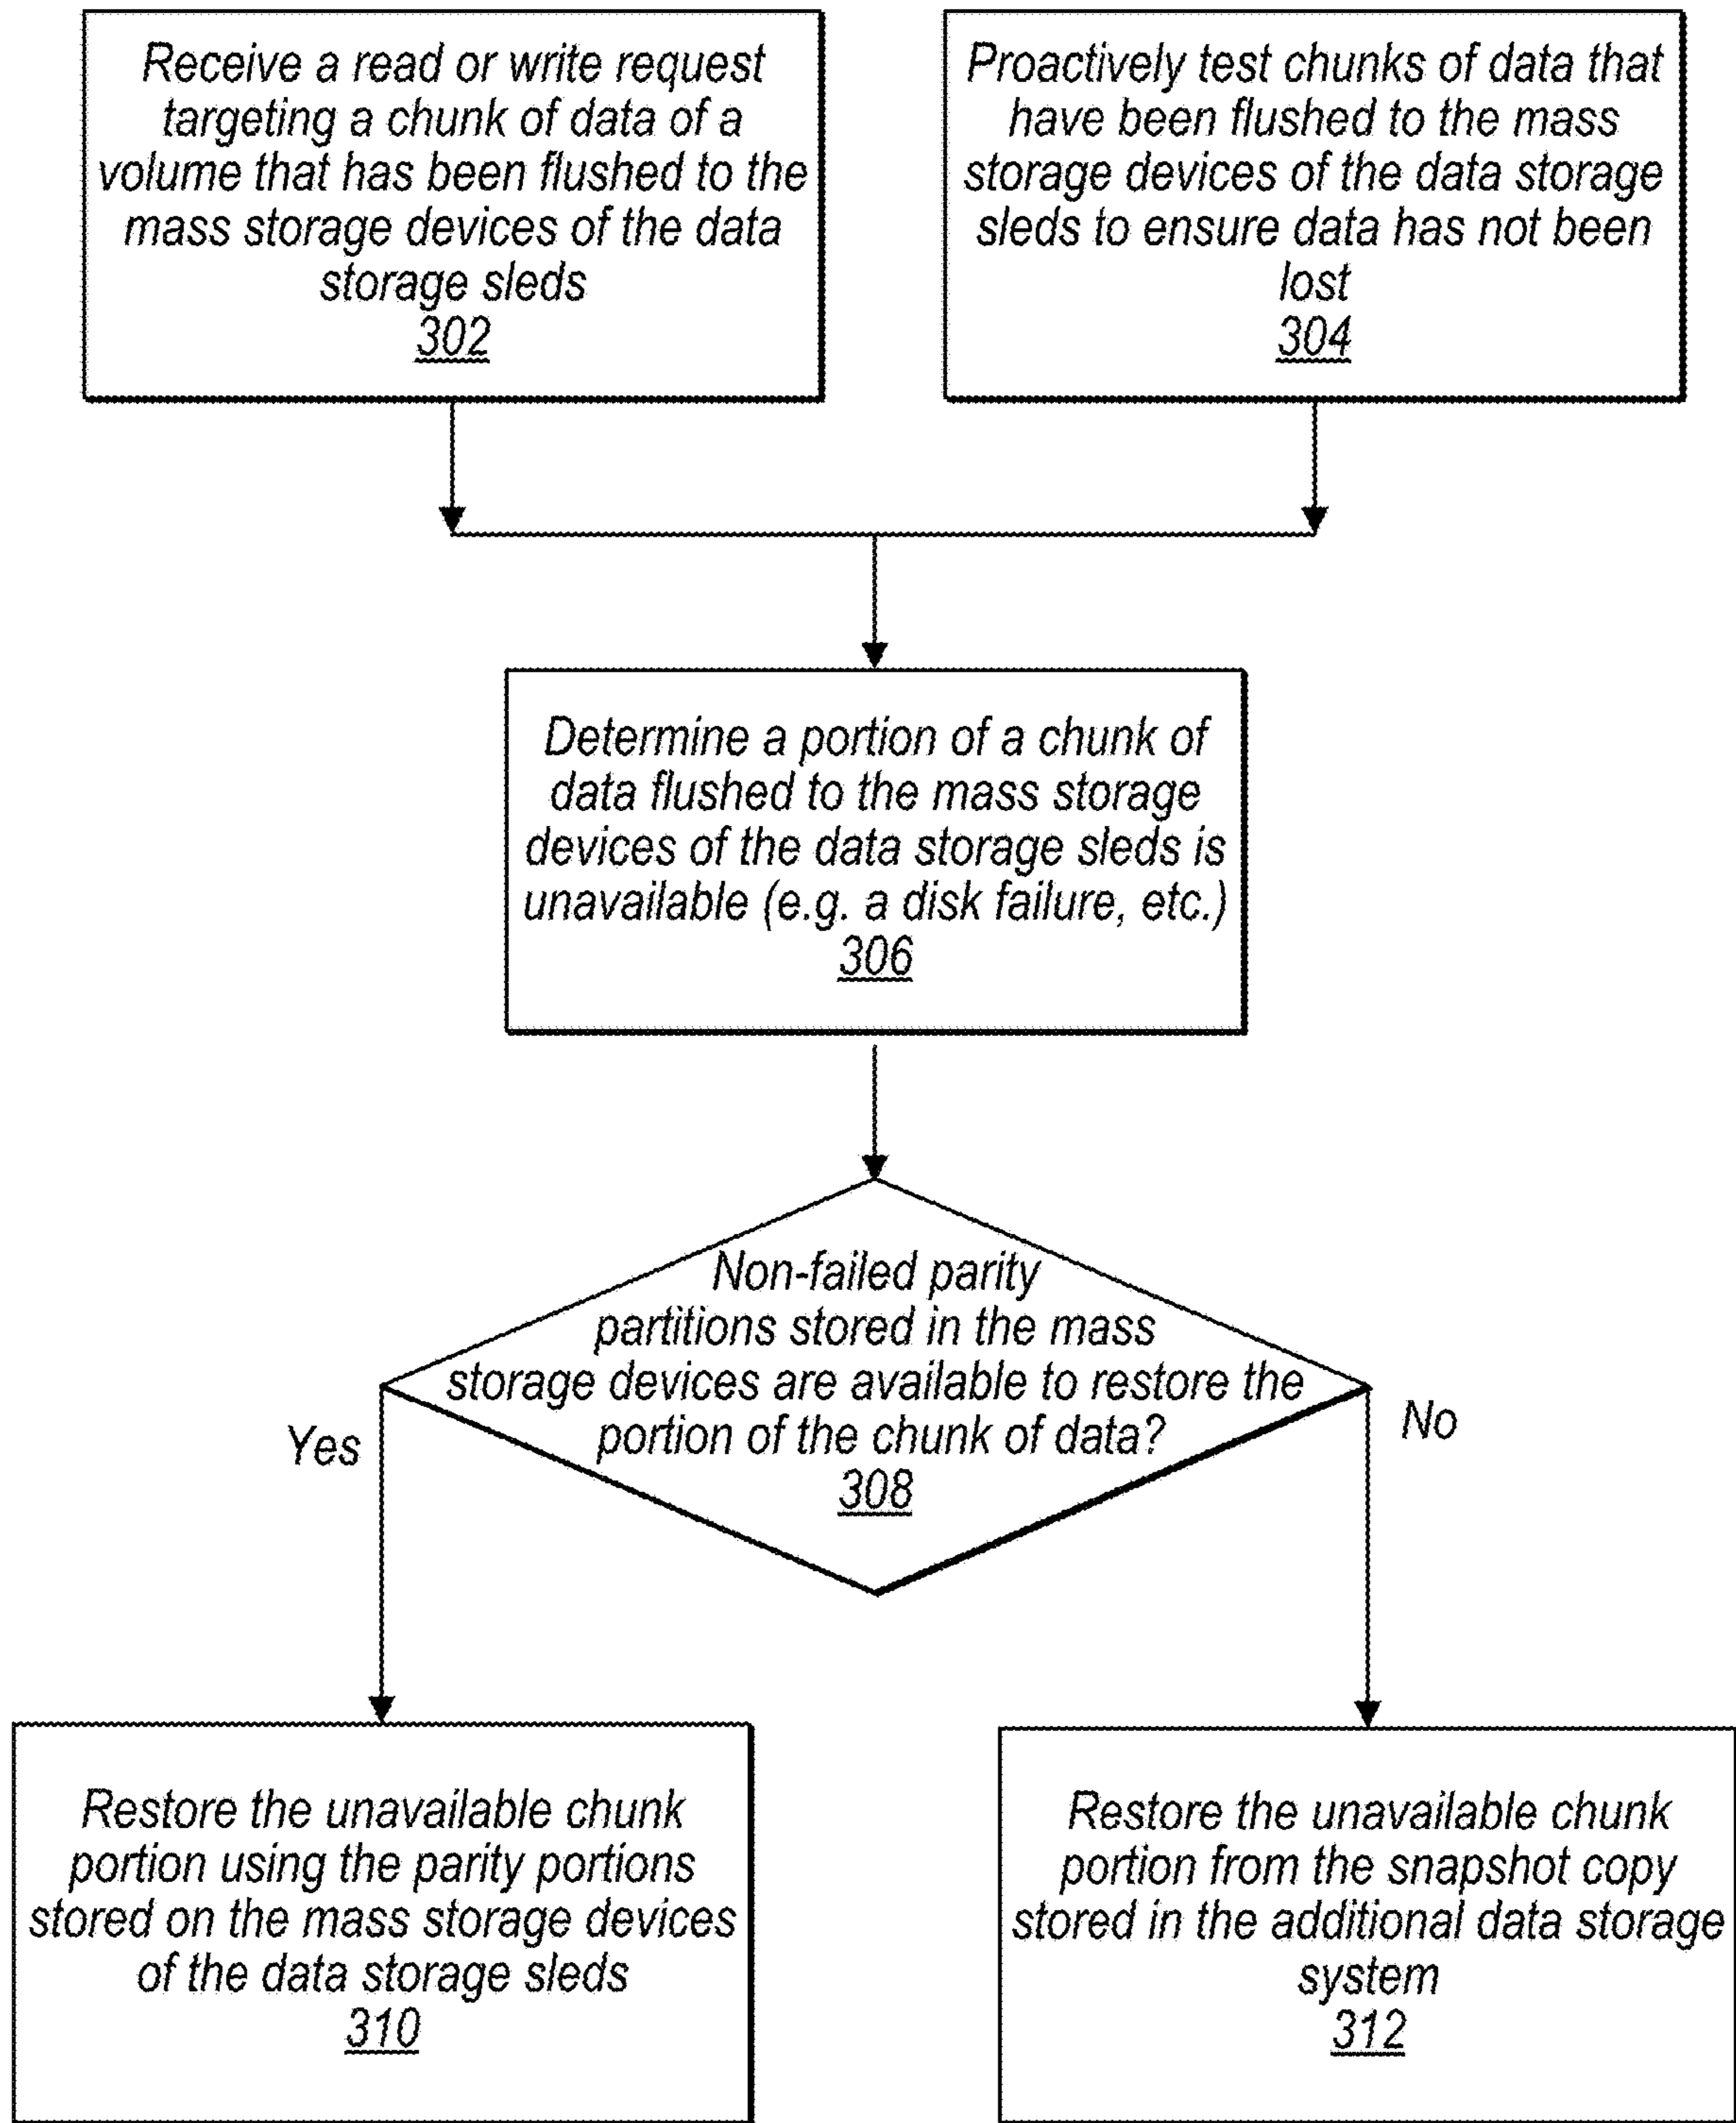 Receive a read or write request
targeting a chunk of data of a
volume that has been flushed to the
mass storage devices of the data
storage sleds
302
Proactively test chunks of data that
have been flushed to the mass
storage devices of the data storage
sleds to ensure data has not been
lost
304
Determine a portion of a chunk of
data flushed to the mass storage
devices of the data storage sleds is
unavailable (e.g. a disk failure, etc.)
306
Non-failed parity
partitions stored in the mass
storage devices are available to restore the
portion of the chunk of data?
308
Yes
No
Restore the unavailable chunk
portion using the parity portions
stored on the mass storage devices
of the data storage sleds
310
Restore the unavailable chunk
portion from the snapshot copy
stored in the additional data storage
system
312